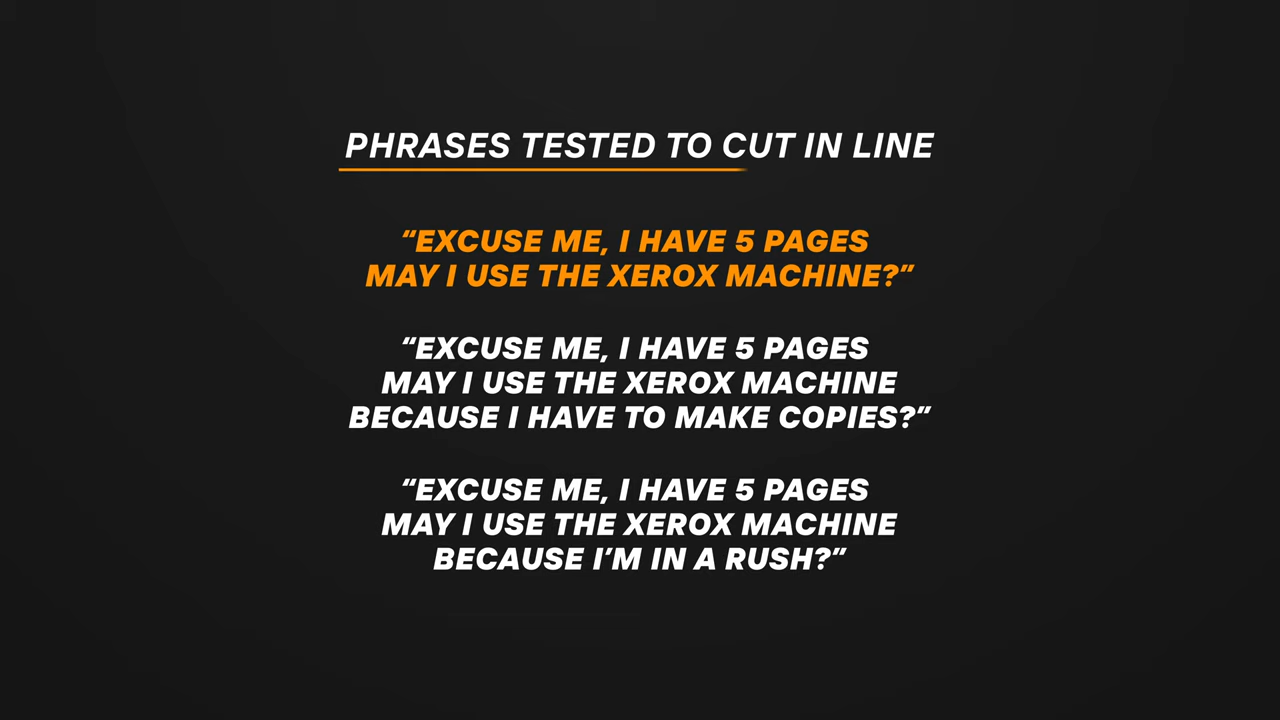 PHRASES TESTED TO CUT IN LINE
“EXCUSE ME, I HAVE 5 PAGES
MAY I USE THE XEROX MACHINE?”
“EXCUSE ME, I HAVE 5 PAGES
MAY I USE THE XEROX MACHINE
BECAUSE I HAVE TO MAKE COPIES?”
“EXCUSE ME, I HAVE 5 PAGES
MAY I USE THE XEROX MACHINE
BECAUSE I’M IN A RUSH?”